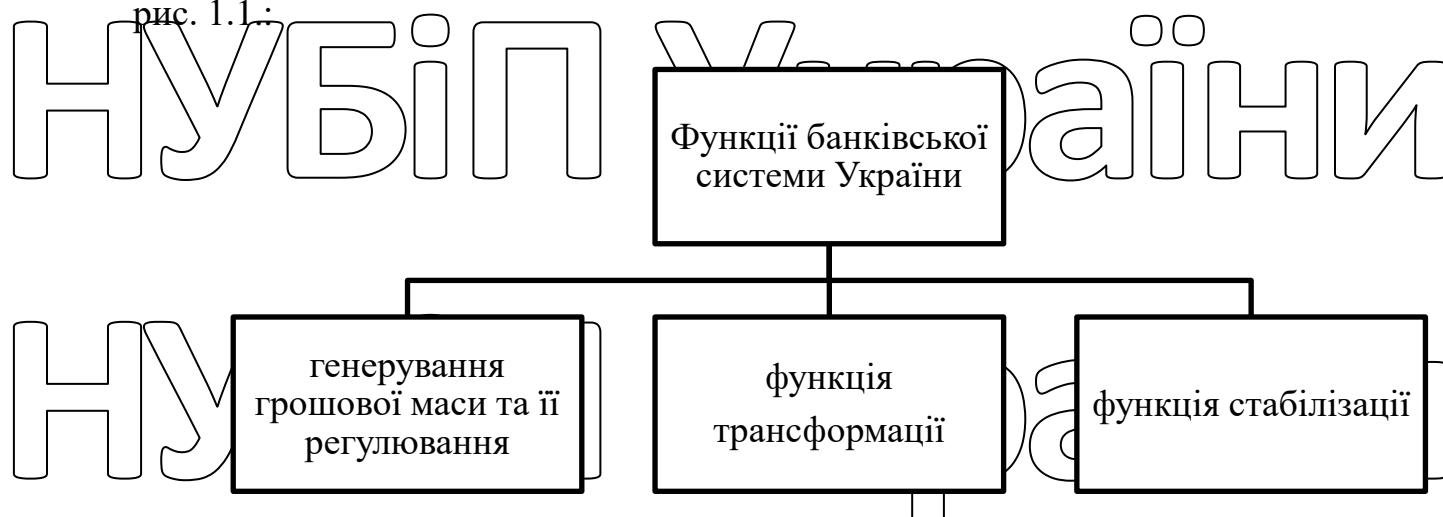 рис. 1.1.:
НУБіП України
Функції банківської
системи України
генерування
грошової маси та її
регулювання
функція
трансформації
функція стабілізації